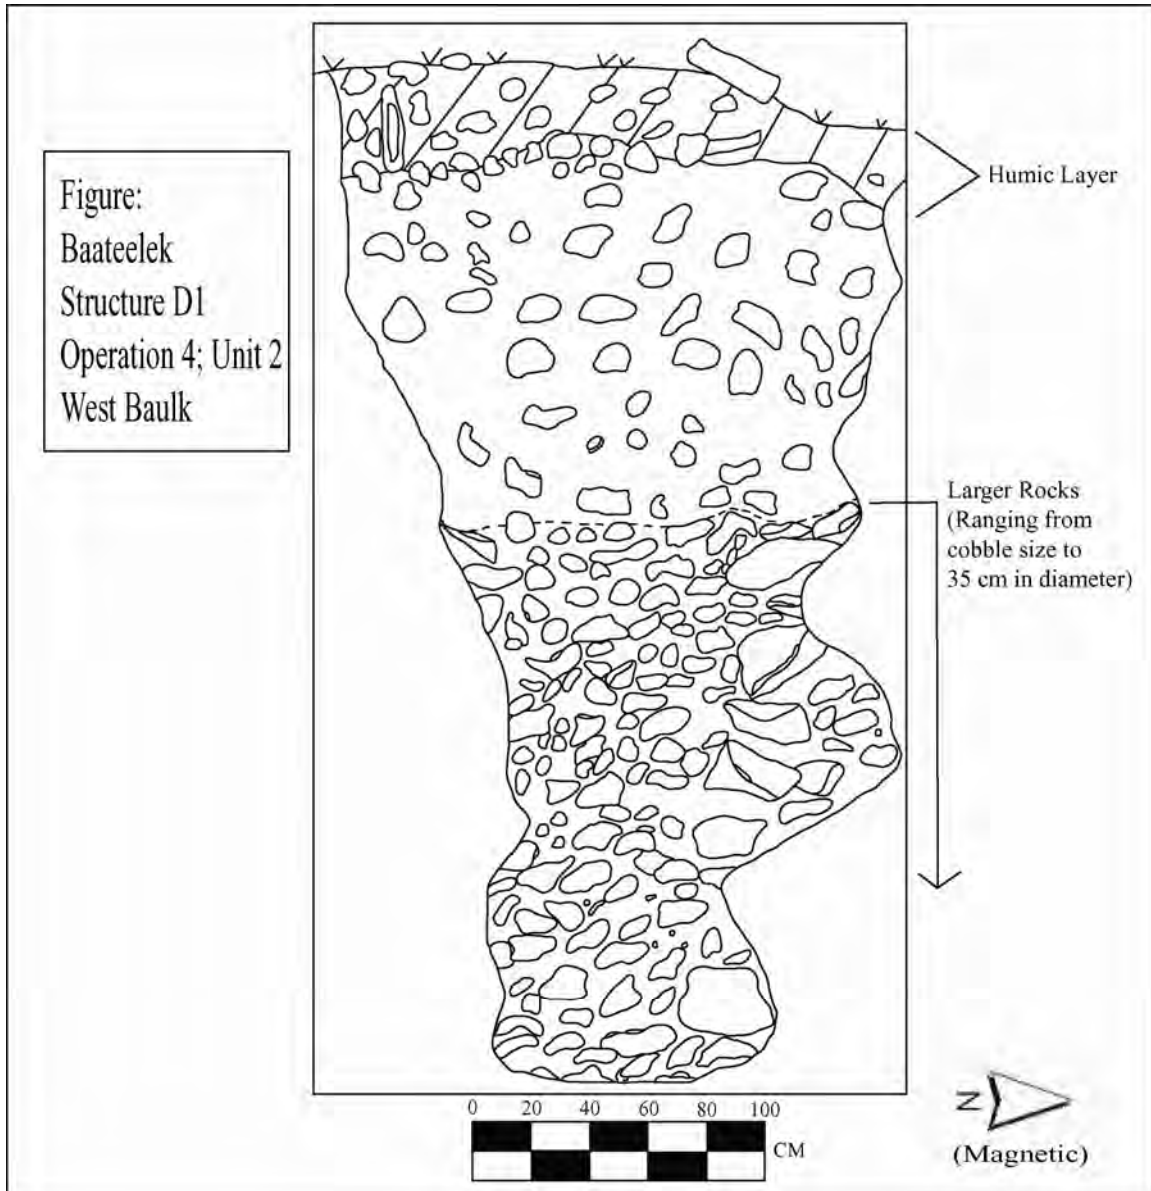 Figure:
Baateelek
Structure D1
Operation 4; Unit 2
West Baulk
Humic Layer
Larger Rocks
(Ranging from
cobble size to
35 cm in diameter)
0 20 40 60 80 100
CM
N
(Magnetic)